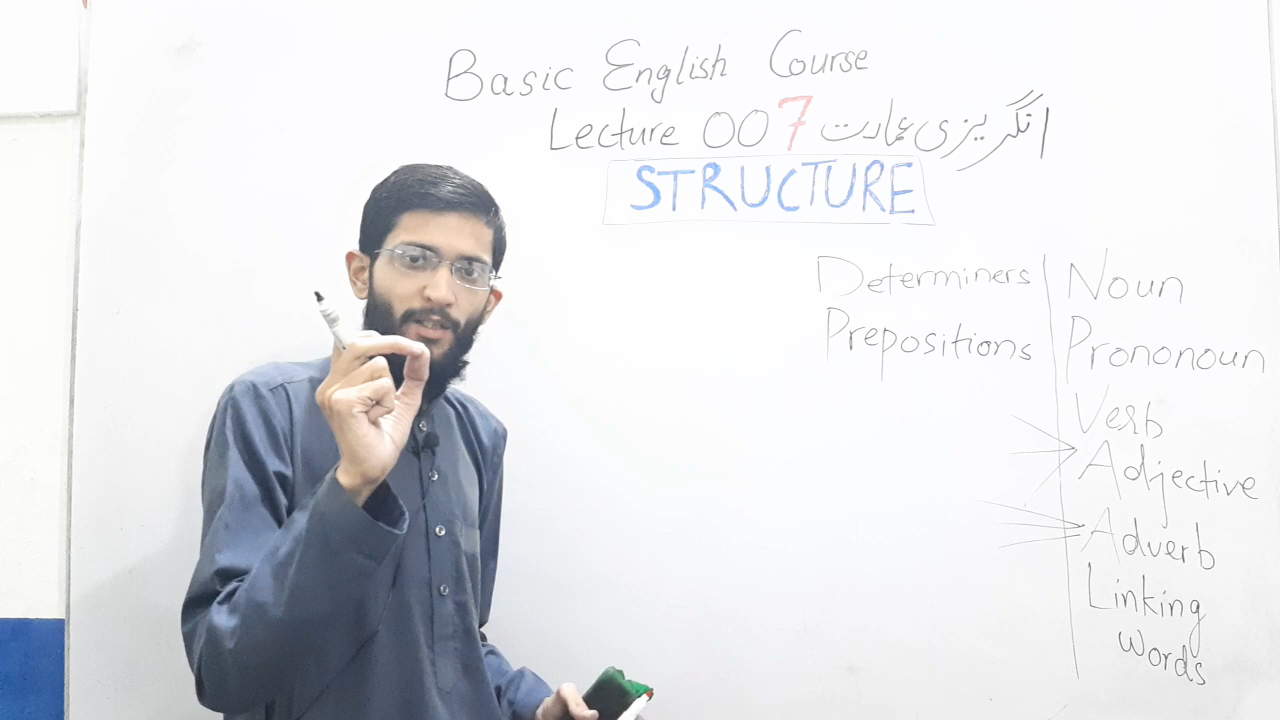 Basic English Course
Lecture 007 انگریزی عمارت
STRUCTURE
Determiners
Prepositions
Noun
Prononoun
Verb
Adjective
Adverb
Linking
Words